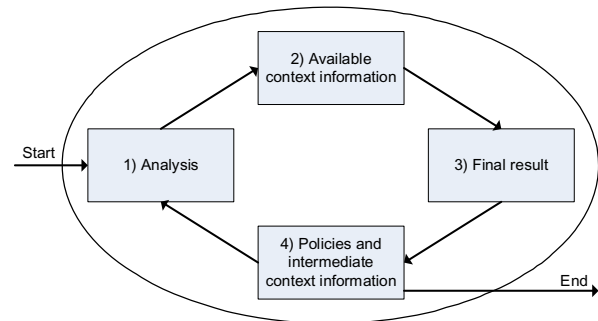 2) Available
context information
Start
1) Analysis
3) Final result
4) Policies and
intermediate
context information
End